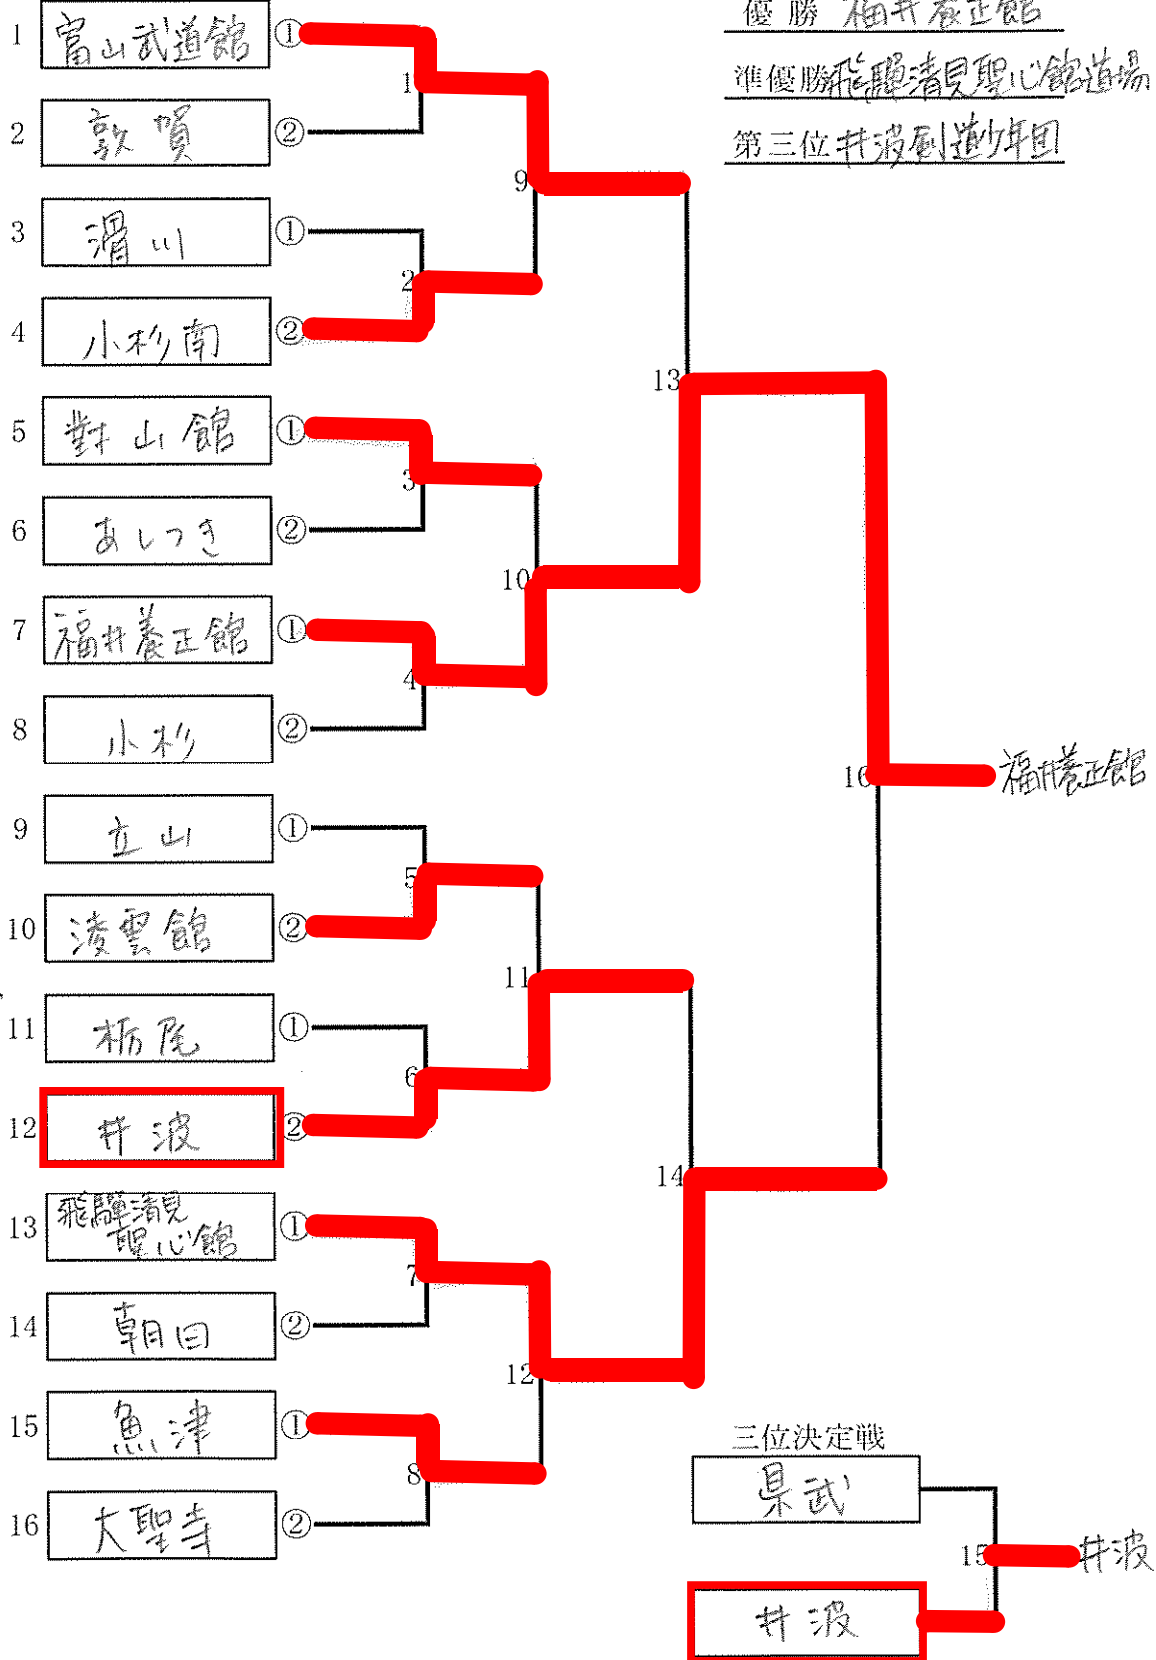 優勝 福井養正館
準優勝 飛騨清見聖心館道場
第三位 井波剣道少年団
1 富山武道館 ①
2 敦賀 ②
3 滑川 ①
4 小杉南 ②
5 對山館 ①
6 あしつき ②
7 福井養正館 ①
8 小杉 ②
9 立山 ①
10 凌雲館 ②
11 栃尾 ①
12 井波 ②
13 飛騨清見
聖心館 ①
14 朝日 ②
15 魚津 ①
16 大聖寺 ②
1
2
3
4
5
6
7
8
9
10
11
12
13
14
16
福井養正館
三位決定戦
県武
井波
15
井波